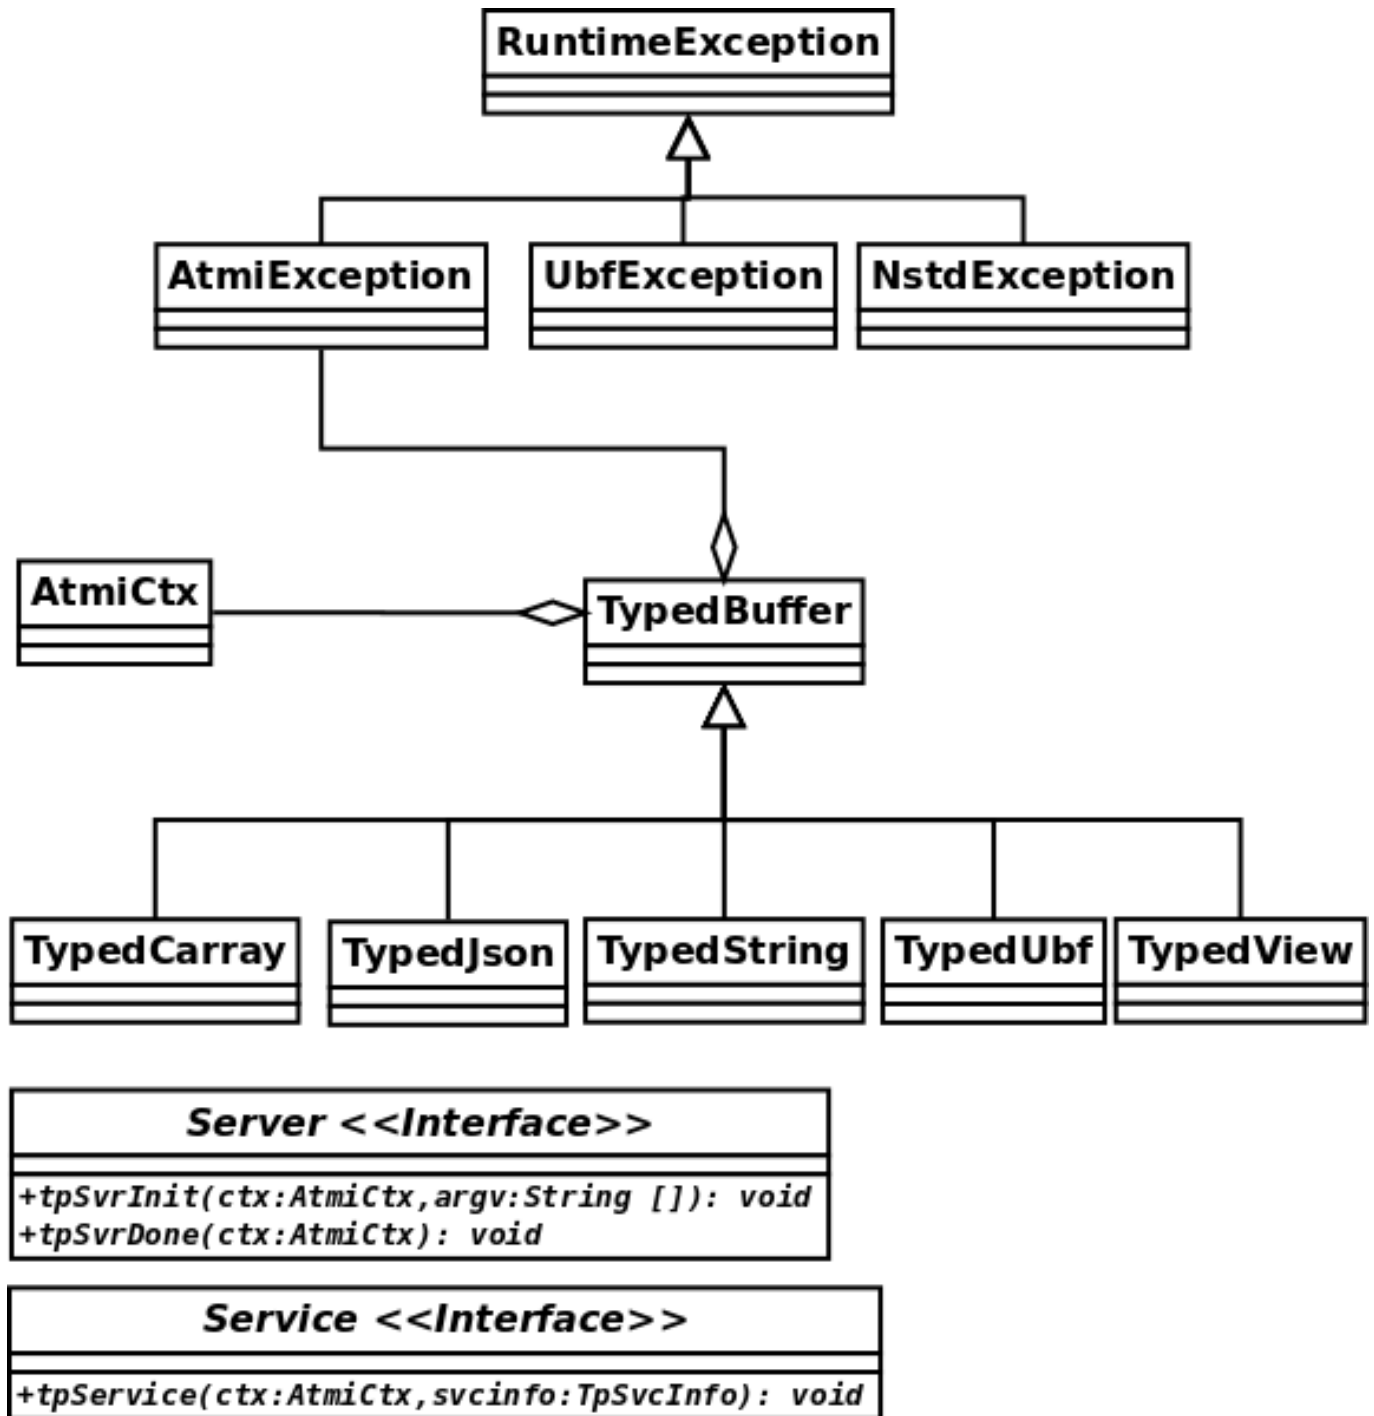 RuntimeException
AtmiException
UbfException
NstdException
AtmiCtx
TypedBuffer
TypedCarray
TypedJson
TypedString
TypedUbf
TypedView
Server <<Interface>>
+tpSvrInit(ctx:AtmiCtx,argv:String []): void
+tpSvrDone(ctx:AtmiCtx): void
Service <<Interface>>
+tpService(ctx:AtmiCtx,svcinfo:TpSvcInfo): void